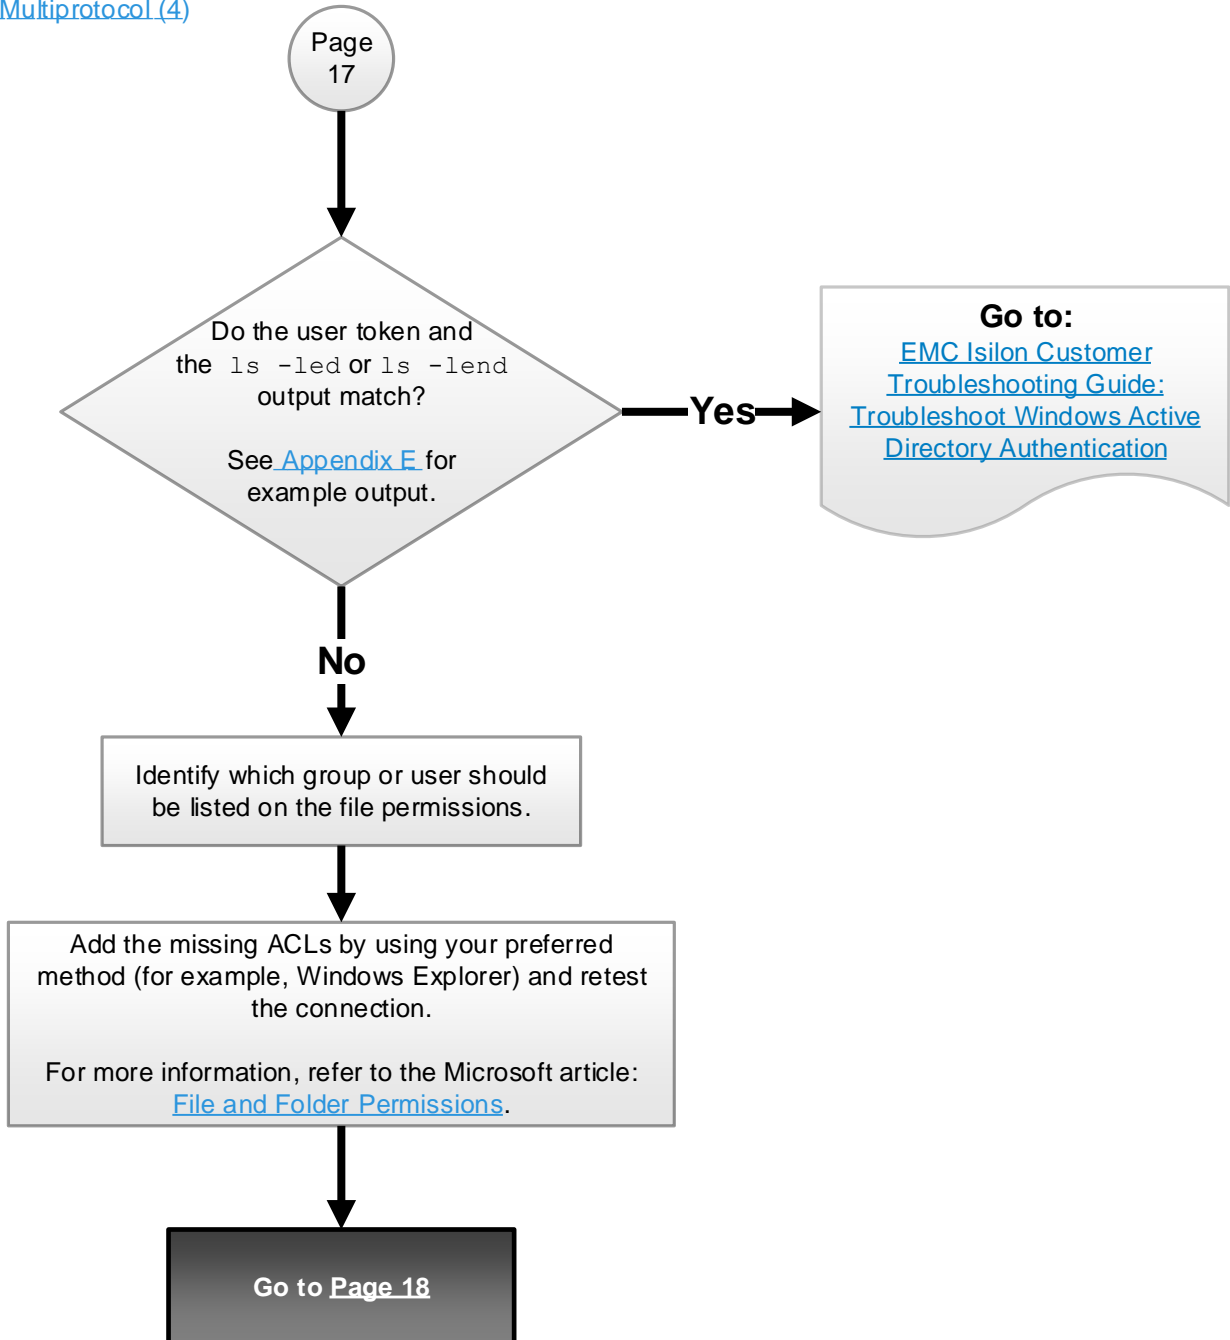 Multiprotocol (4)
Page
17
Do the user token and
the ls -led or ls -lend
output match?
See Appendix E for
example output.
Yes
Go to:
EMC Isilon Customer
Troubleshooting Guide:
Troubleshoot Windows Active
Directory Authentication
No
Identify which group or user should
be listed on the file permissions.
Add the missing ACLs by using your preferred
method (for example, Windows Explorer) and retest
the connection.
For more information, refer to the Microsoft article:
File and Folder Permissions.
Go to Page 18